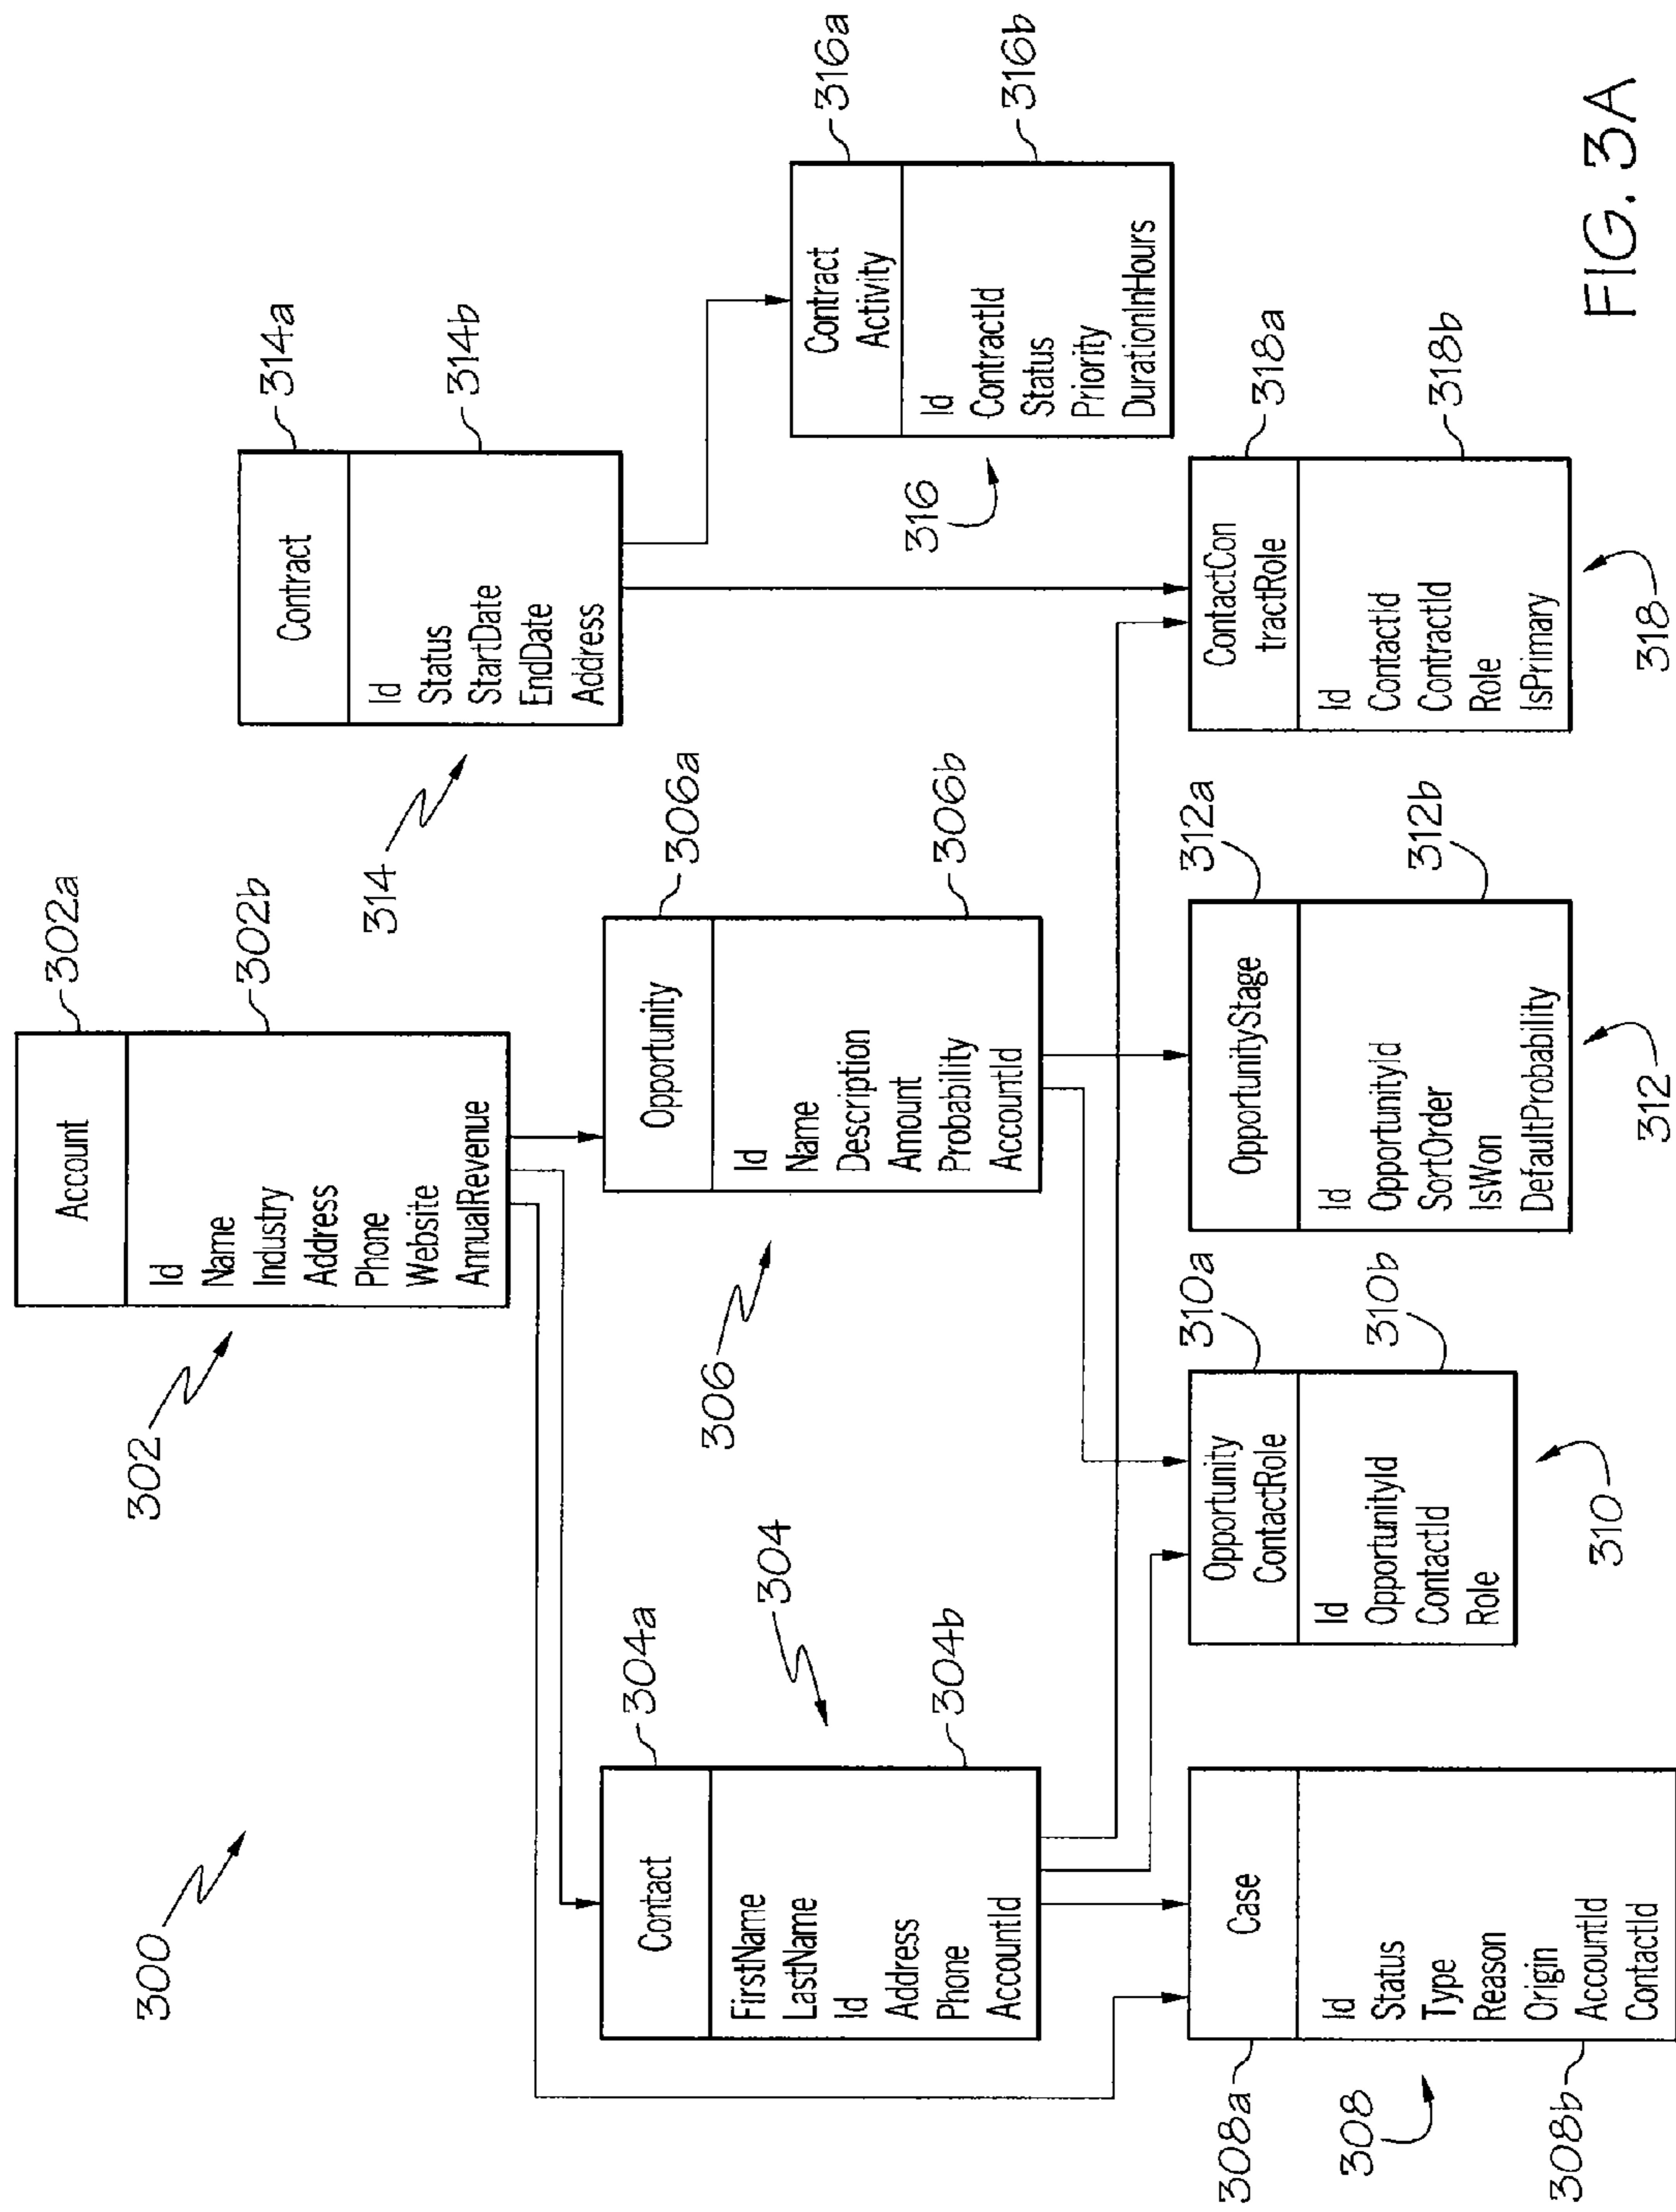 300
302
Account
302a
Id
Name
Industry
Address
Phone
Website
AnnualRevenue
302b
314
Contract
314a
Id
Status
StartDate
EndDate
Address
314b
304
Contact
304a
FirstName
LastName
Id
Address
Phone
AccountId
304b
306
Opportunity
306a
Id
Name
Description
Amount
Probability
AccountId
306b
316
Contract
Activity
316a
Id
ContractId
Status
Priority
DurationInHours
316b
308a
Case
308
Id
Status
Type
Reason
Origin
AccountId
ContactId
308b
Opportunity
ContactRole
310a
Id
OpportunityId
ContactId
Role
310b
310
OpportunityStage
312a
Id
OpportunityId
SortOrder
IsWon
DefaultProbability
312b
312
ContactCon
tractRole
318a
Id
ContactId
ContractId
Role
IsPrimary
318b
318
FIG. 3A